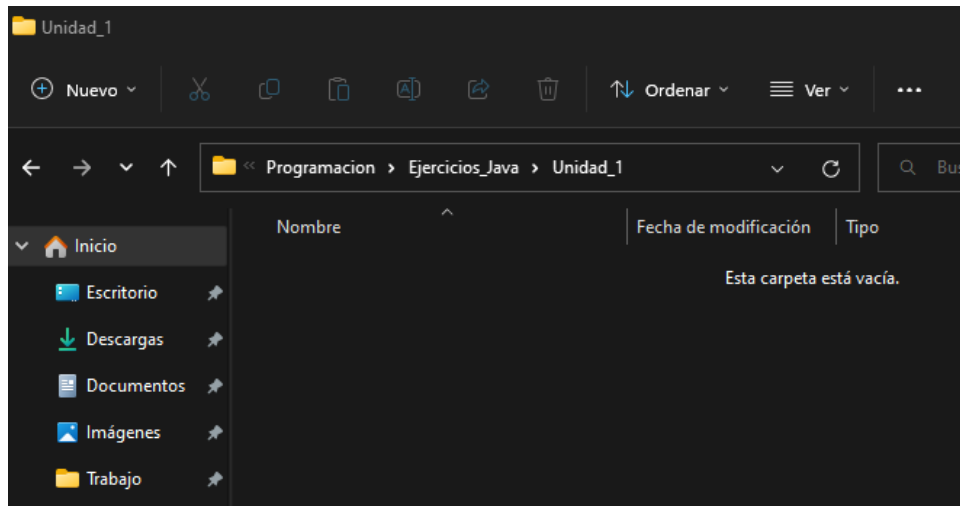 Unidad_1
Nuevo Ordenar Ver ...
« Programacion > Ejercicios_Java > Unidad_1 Bus
Nombre Fecha de modificación Tipo
Inicio
Esta carpeta está vacía.
Escritorio
Descargas
Documentos
Imágenes
Trabajo